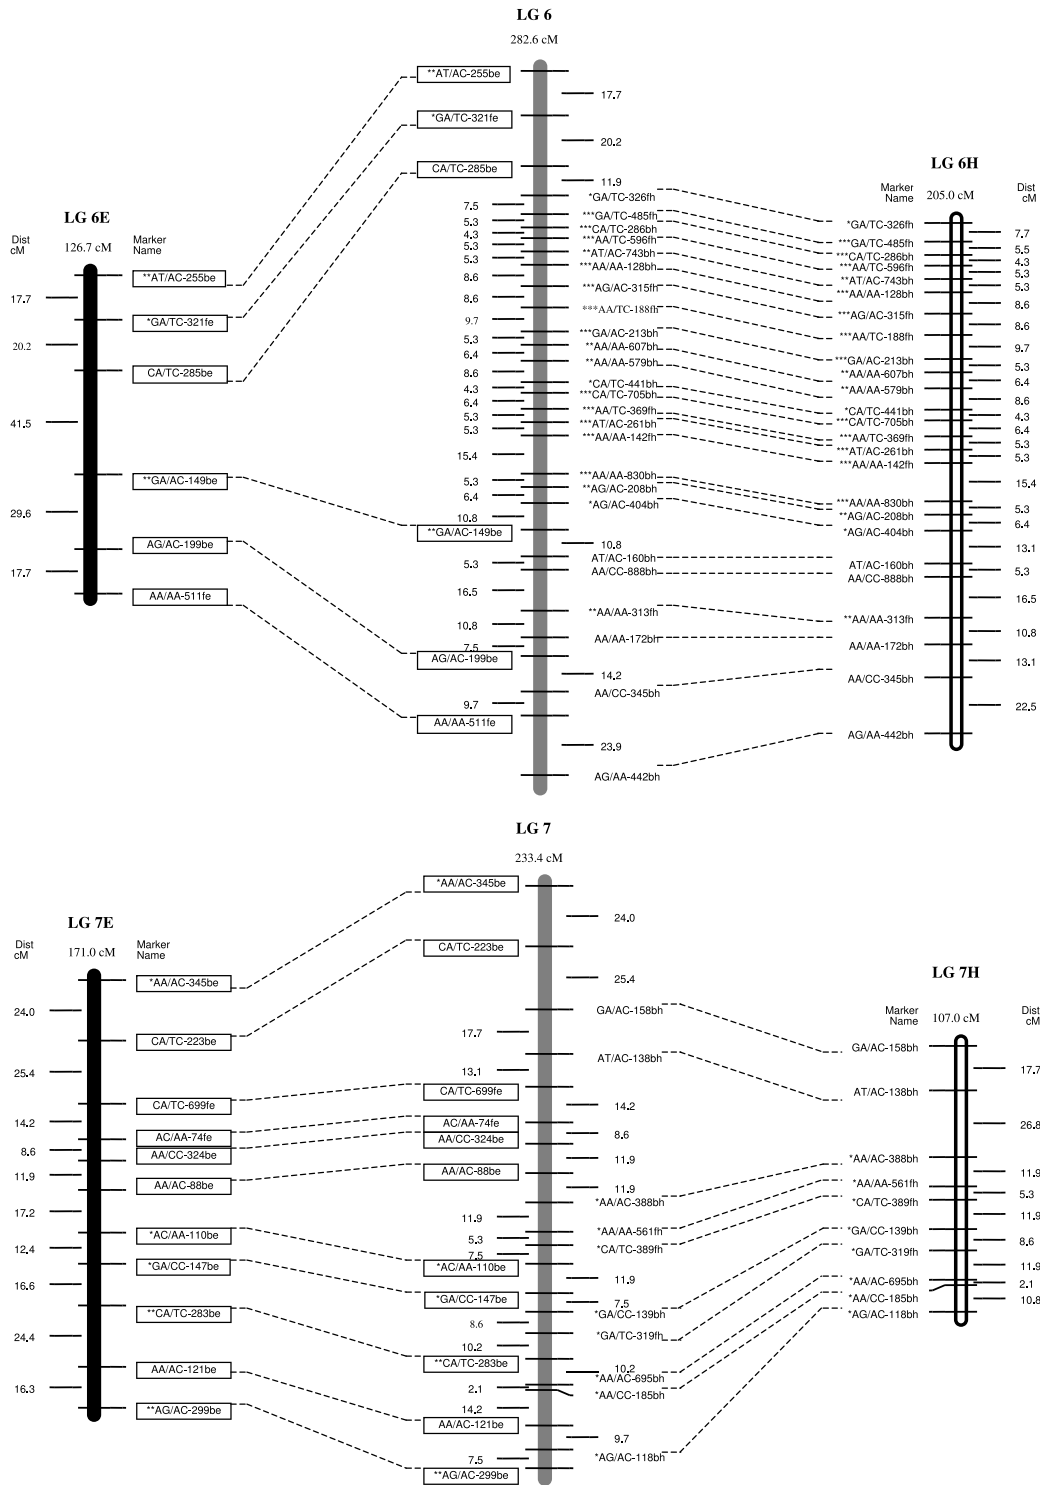 LG 6
282.6 cM
**AT/AC-255be
*GA/TC-321fe
CA/TC-285be
**GA/AC-149be
AG/AC-199be
AA/AA-511fe
17.7
20.2
11.9
7.5
5.3
4.3
5.3
5.3
8.6
8.6
9.7
5.3
6.4
8.6
4.3
6.4
5.3
5.3
15.4
5.3
6.4
10.8
10.8
5.3
16.5
10.8
7.5
14.2
9.7
23.9
*GA/TC-326fh
***GA/TC-485fh
***CA/TC-286bh
***AA/TC-596fh
**AT/AC-743bh
***AA/AA-128bh
***AG/AC-315fh
***AA/TC-188fh
***GA/AC-213bh
**AA/AA-607bh
**AA/AA-579bh
*CA/TC-441bh
***CA/TC-705bh
***AA/TC-369fh
***AT/AC-261bh
***AA/AA-142fh
***AA/AA-830bh
**AG/AC-208bh
*AG/AC-404bh
AT/AC-160bh
AA/CC-888bh
**AA/AA-313fh
AA/AA-172bh
AA/CC-345bh
AG/AA-442bh
LG 6E
Dist
cM
126.7 cM
Marker
Name
17.7
20.2
41.5
29.6
17.7
**AT/AC-255be
*GA/TC-321fe
CA/TC-285be
**GA/AC-149be
AG/AC-199be
AA/AA-511fe
LG 6H
Marker
Name
205.0 cM
Dist
cM
*GA/TC-326fh
***GA/TC-485fh
***CA/TC-286bh
***AA/TC-596fh
**AT/AC-743bh
***AA/AA-128bh
***AG/AC-315fh
***AA/TC-188fh
***GA/AC-213bh
**AA/AA-607bh
**AA/AA-579bh
*CA/TC-441bh
***CA/TC-705bh
***AA/TC-369fh
***AT/AC-261bh
***AA/AA-142fh
***AA/AA-830bh
**AG/AC-208bh
*AG/AC-404bh
AT/AC-160bh
AA/CC-888bh
**AA/AA-313fh
AA/AA-172bh
AA/CC-345bh
AG/AA-442bh
7.7
5.5
4.3
5.3
5.3
8.6
8.6
9.7
5.3
6.4
8.6
4.3
6.4
5.3
5.3
15.4
5.3
6.4
13.1
5.3
16.5
10.8
13.1
22.5
LG 7
233.4 cM
*AA/AC-345be
CA/TC-223be
CA/TC-699fe
AC/AA-74fe
AA/CC-324be
AA/AC-88be
*AC/AA-110be
*GA/CC-147be
**CA/TC-283be
AA/AC-121be
**AG/AC-299be
24.0
25.4
17.7
13.1
14.2
8.6
11.9
11.9
11.9
5.3
7.5
11.9
7.5
8.6
10.2
10.2
2.1
14.2
9.7
7.5
GA/AC-158bh
AT/AC-138bh
*AA/AC-388bh
*AA/AA-561fh
*CA/TC-389fh
*GA/CC-139bh
*GA/TC-319fh
*AA/AC-695bh
*AA/CC-185bh
*AG/AC-118bh
LG 7E
Dist
cM
171.0 cM
Marker
Name
24.0
25.4
14.2
8.6
11.9
17.2
12.4
16.6
24.4
16.3
*AA/AC-345be
CA/TC-223be
CA/TC-699fe
AC/AA-74fe
AA/CC-324be
AA/AC-88be
*AC/AA-110be
*GA/CC-147be
**CA/TC-283be
AA/AC-121be
**AG/AC-299be
LG 7H
Marker
Name
107.0 cM
Dist
cM
GA/AC-158bh
AT/AC-138bh
*AA/AC-388bh
*AA/AA-561fh
*CA/TC-389fh
*GA/CC-139bh
*GA/TC-319fh
*AA/AC-695bh
*AA/CC-185bh
*AG/AC-118bh
17.7
26.8
11.9
5.3
11.9
8.6
11.9
2.1
10.8